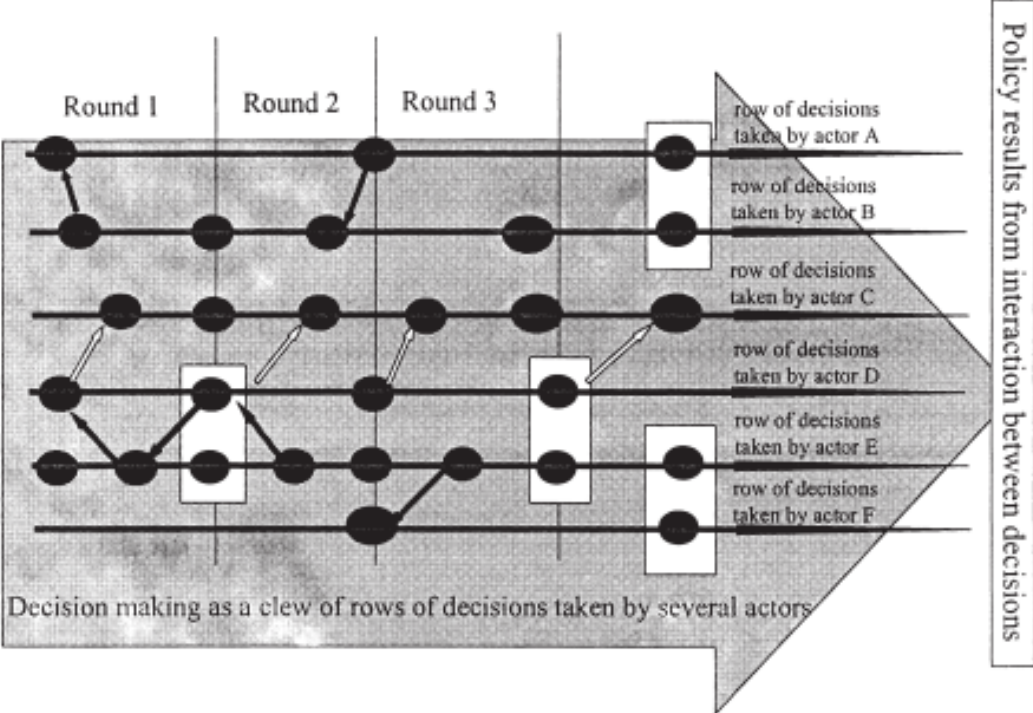 Round 1
Round 2
Round 3
row of decisions
taken by actor A
row of decisions
taken by actor B
row of decisions
taken by actor C
row of decisions
taken by actor D
row of decisions
taken by actor E
row of decisions
taken by actor F
Decision making as a clew of rows of decisions taken by several actors
Policy results from interaction between decisions